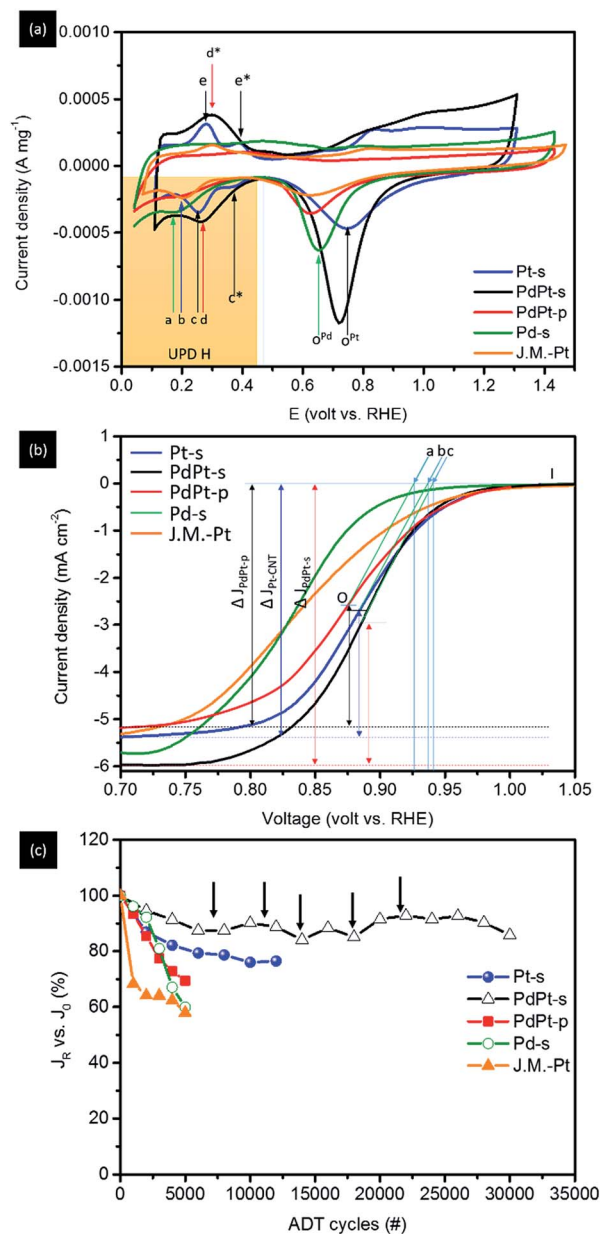 (a)
0.0010
0.0005
0.0000
-0.0005
-0.0010
-0.0015
Current density (A mg⁻¹)
d*
e
e*
a
b
c
d
c*
UPD H
O^Pd
O^Pt
Pt-s
PdPt-s
PdPt-p
Pd-s
J.M.-Pt
0.0 0.2 0.4 0.6 0.8 1.0 1.2 1.4
E (volt vs. RHE)
(b)
1
0
-1
-2
-3
-4
-5
-6
Current density (mA cm⁻²)
Pt-s
PdPt-s
PdPt-p
Pd-s
J.M.-Pt
a b c
I
Δ J_PdPt-p
Δ J_Pt-CNT
Δ J_PdPt-s
O
0.70 0.75 0.80 0.85 0.90 0.95 1.00 1.05
Voltage (volt vs. RHE)
(c)
120
100
80
60
40
20
0
J_R vs. J_0 (%)
Pt-s
PdPt-s
PdPt-p
Pd-s
J.M.-Pt
0 5000 10000 15000 20000 25000 30000 35000
ADT cycles (#)